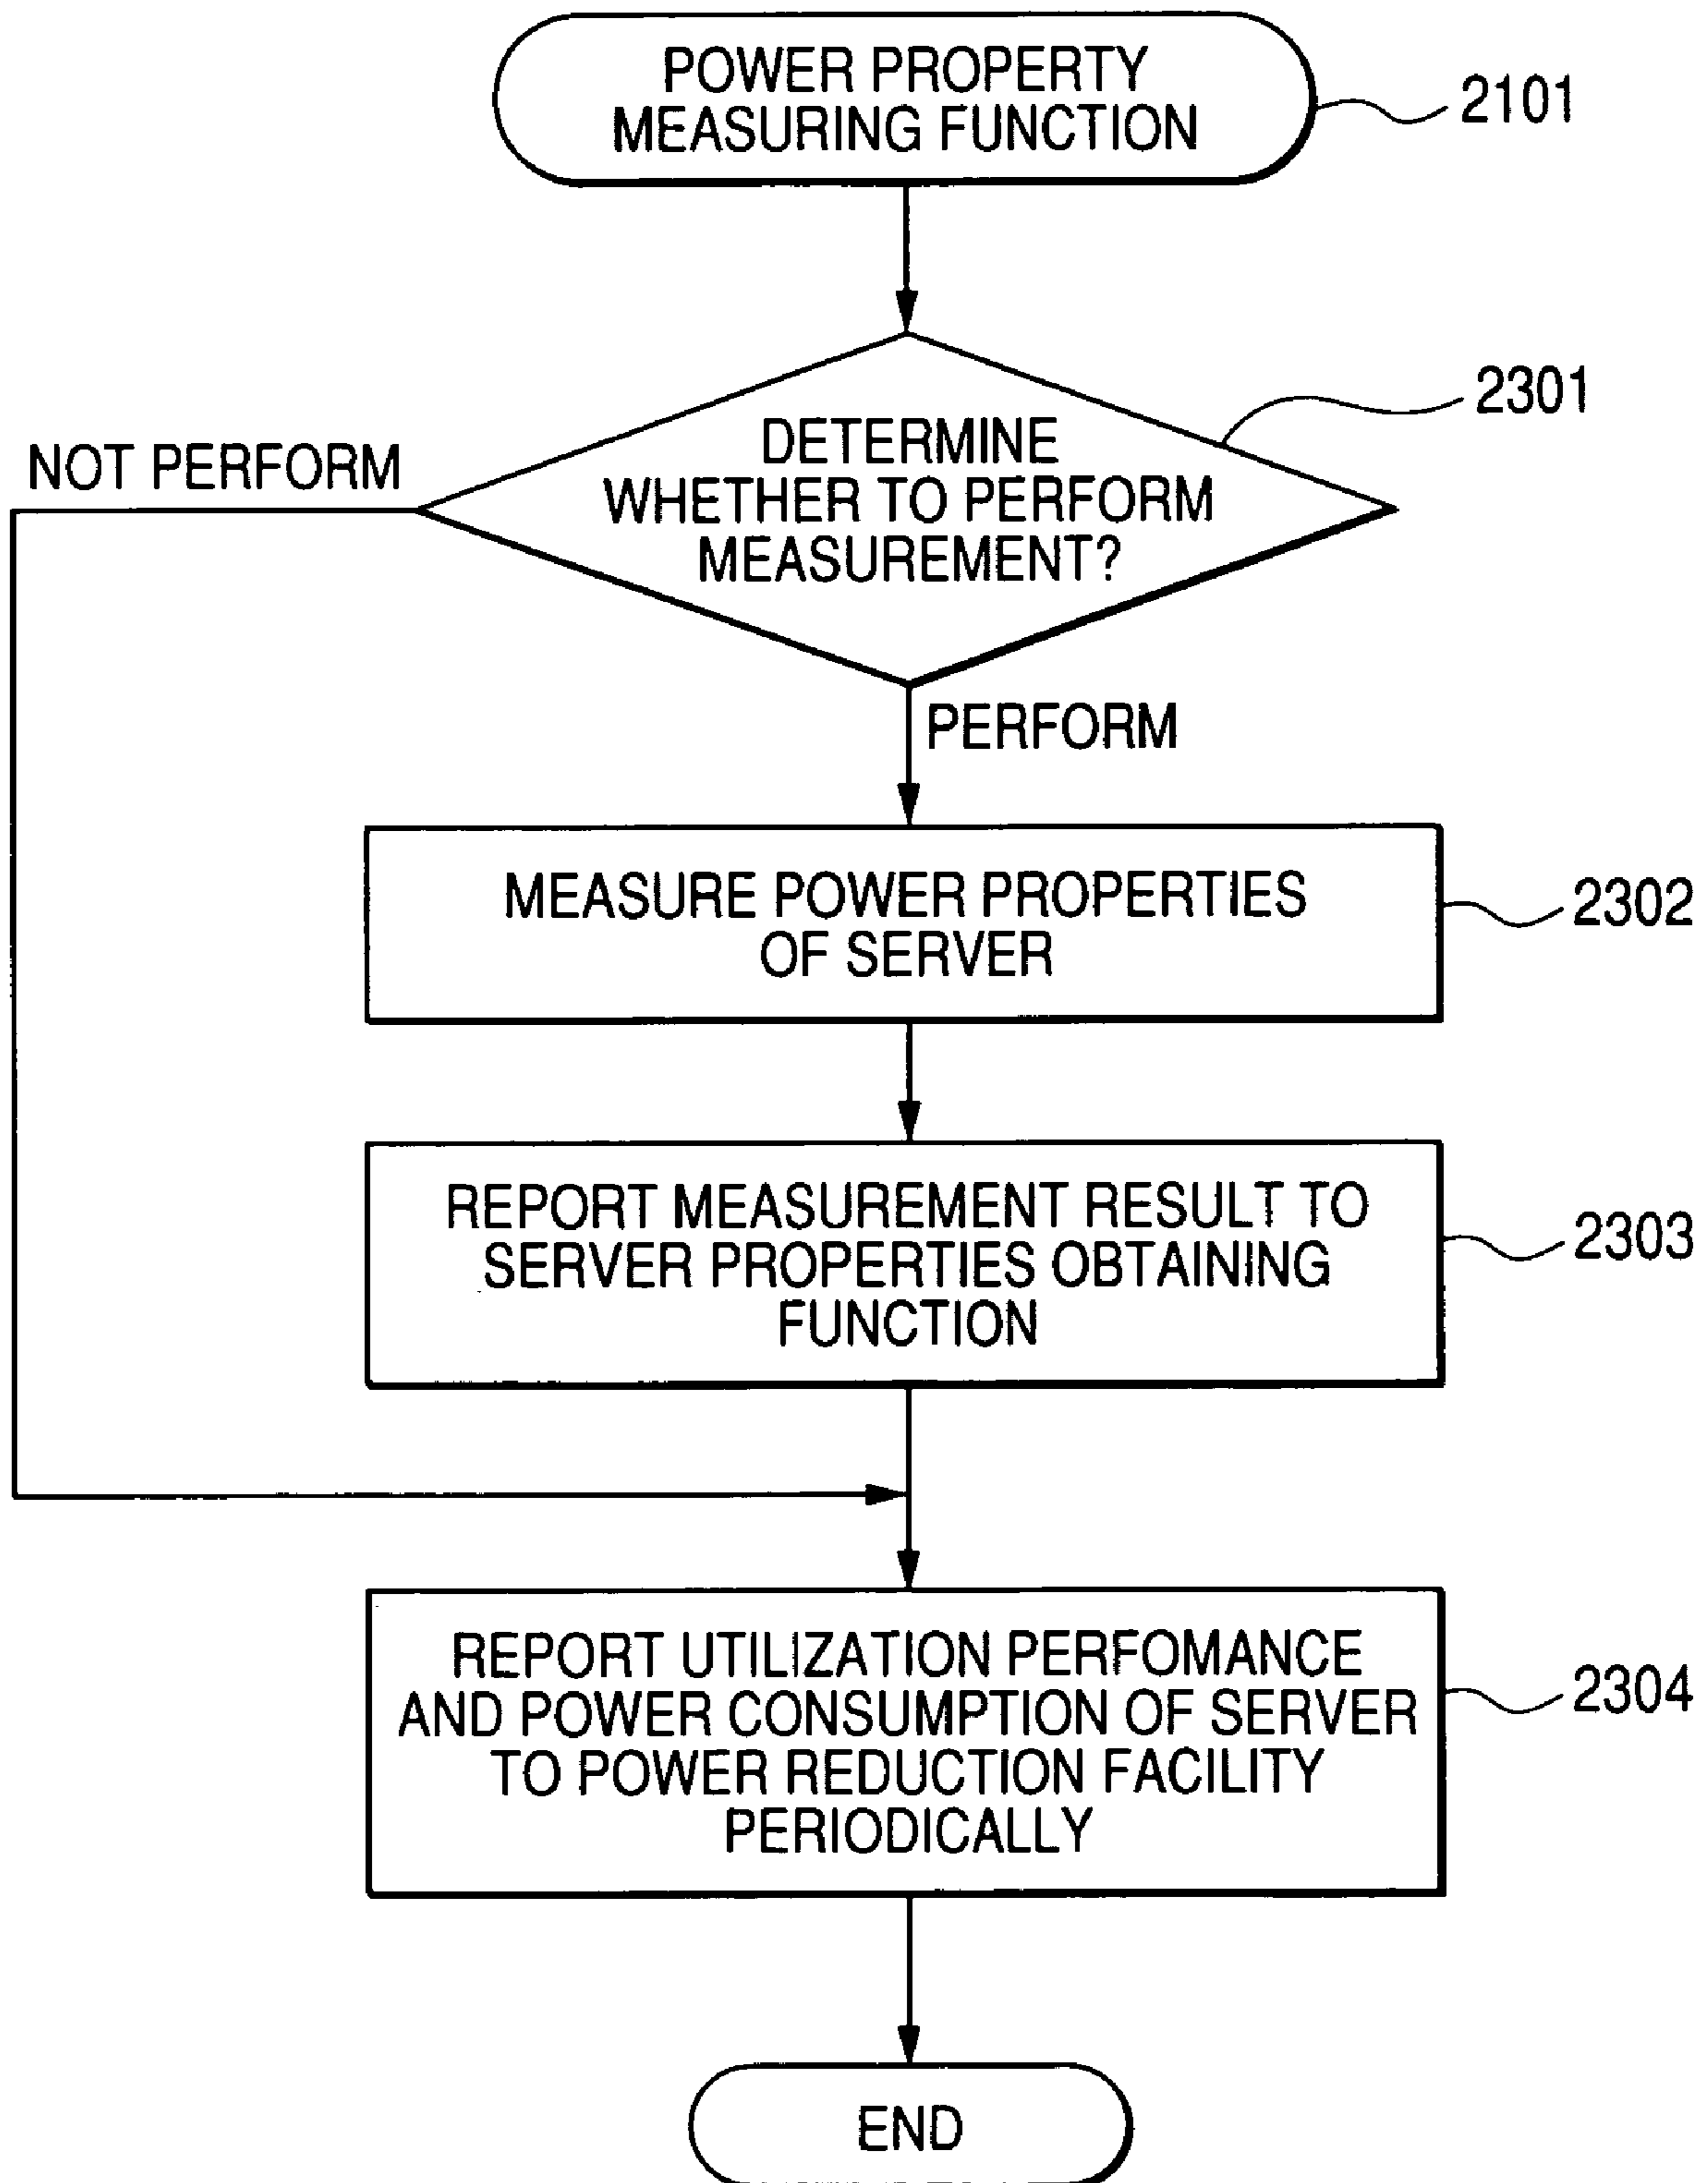 POWER PROPERTY
MEASURING FUNCTION
2101
2301
DETERMINE
WHETHER TO PERFORM
MEASUREMENT?
NOT PERFORM
PERFORM
MEASURE POWER PROPERTIES
OF SERVER
2302
REPORT MEASUREMENT RESULT TO
SERVER PROPERTIES OBTAINING
FUNCTION
2303
REPORT UTILIZATION PERFOMANCE
AND POWER CONSUMPTION OF SERVER
TO POWER REDUCTION FACILITY
PERIODICALLY
2304
END